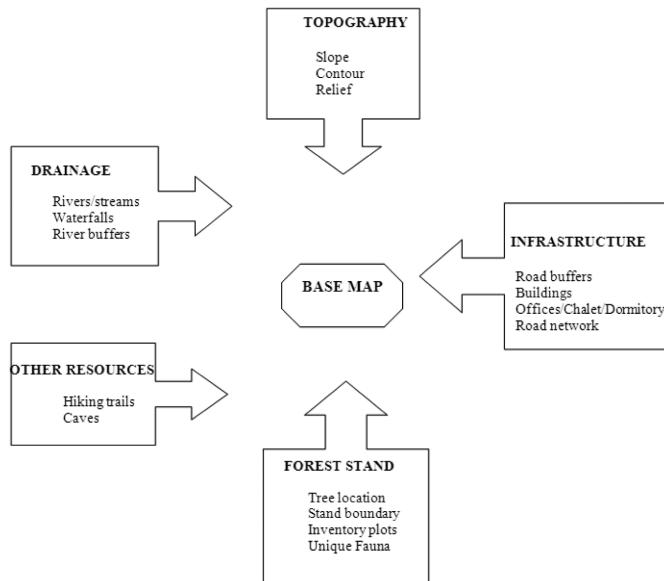 TOPOGRAPHY
Slope
Contour
Relief
DRAINAGE
Rivers/streams
Waterfalls
River buffers
INFRASTRUCTURE
Road buffers
Buildings
Offices/Chalet/Dormitory
Road network
BASE MAP
OTHER RESOURCES
Hiking trails
Caves
FOREST STAND
Tree location
Stand boundary
Inventory plots
Unique Fauna